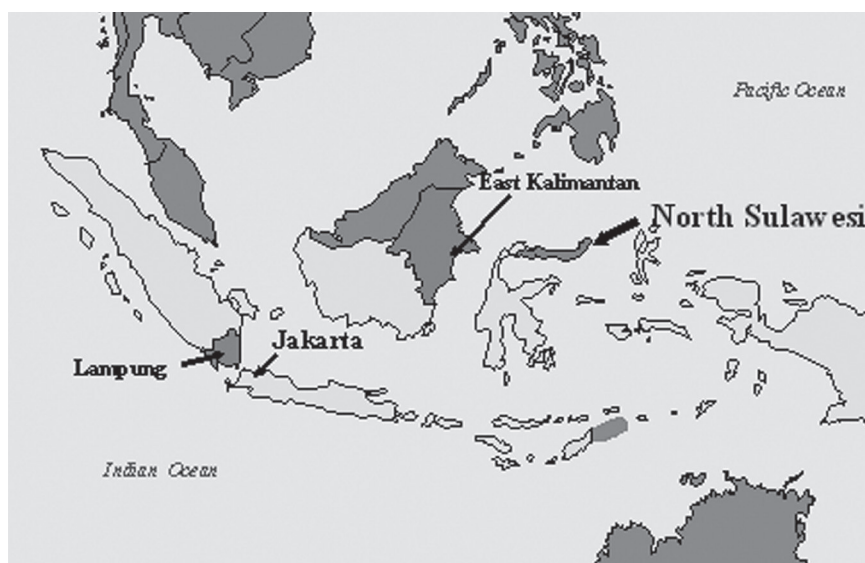 Pacific Ocean
East Kalimantan
North Sulawesi
Jakarta
Lampung
Indian Ocean